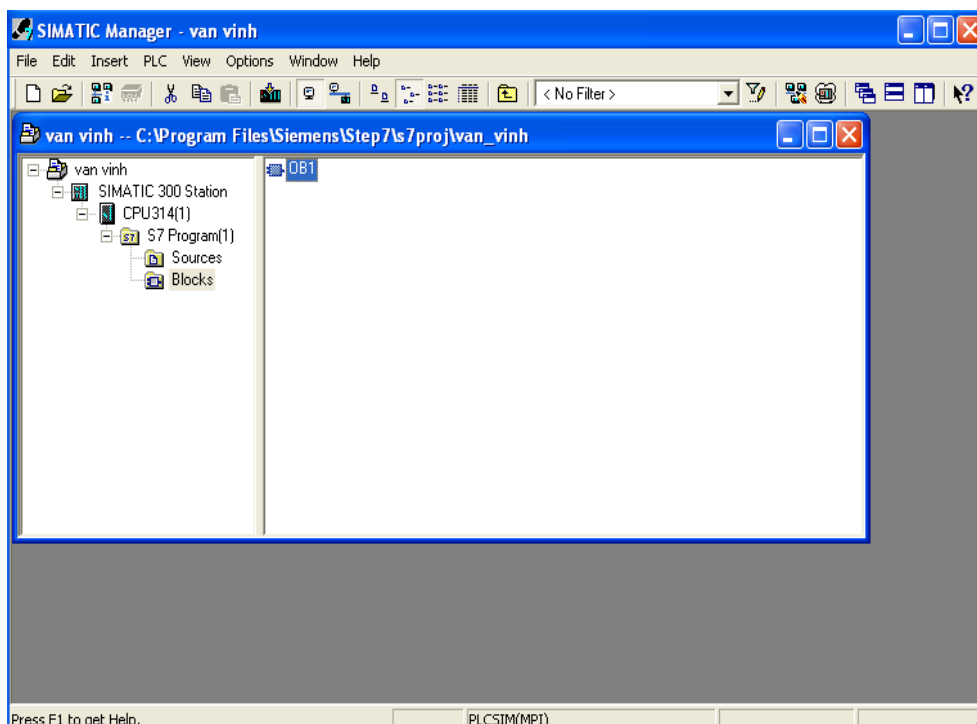 SIMATIC Manager - van vinh
File Edit Insert PLC View Options Window Help
< No Filter >
van vinh -- C:\Program Files\Siemens\Step7\s7proj\van_vinh
van vinh
SIMATIC 300 Station
CPU314(1)
S7 Program(1)
Sources
Blocks
OB1
Press F1 to get Help.
PLCSIM(MPI)